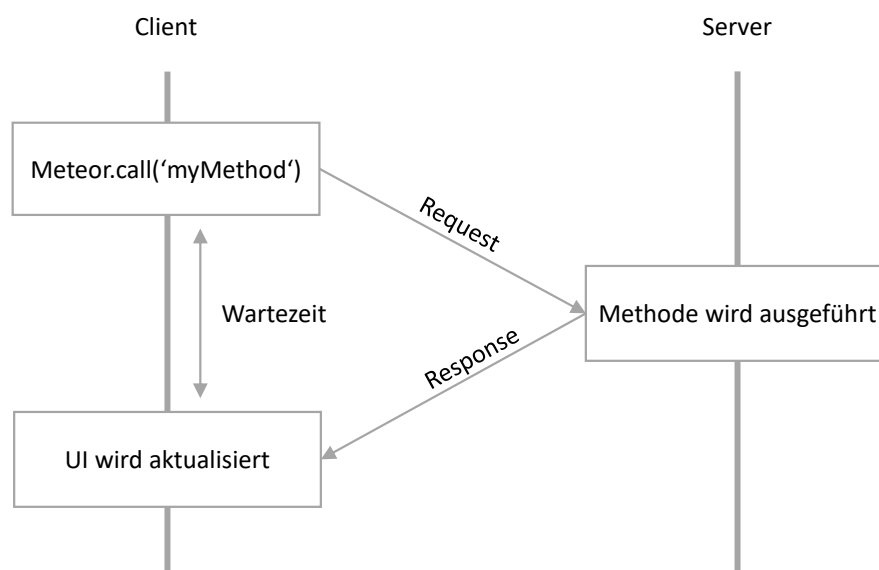 Client
Server
Meteor.call(‘myMethod‘)
Request
Methode wird ausgeführt
Wartezeit
Response
UI wird aktualisiert